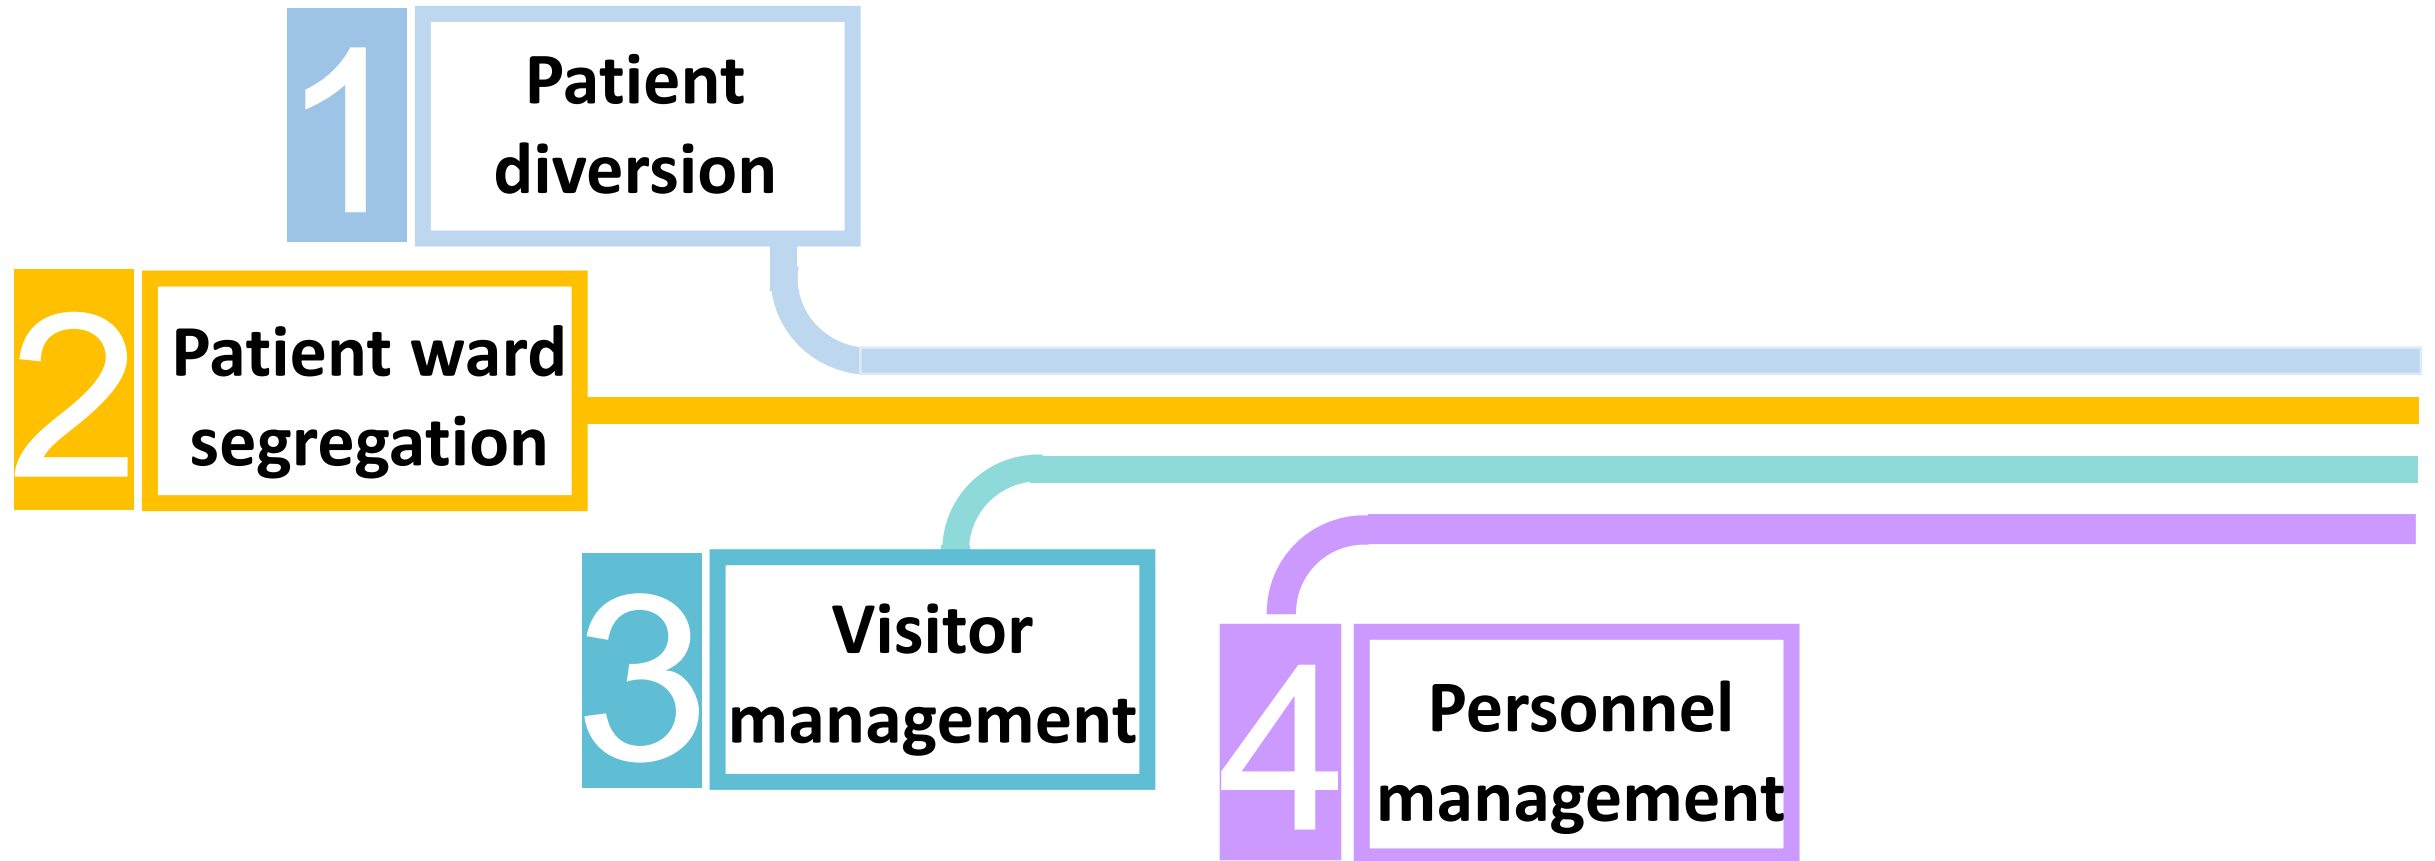 1
Patient
diversion
2
Patient ward
segregation
3
Visitor
management
4
Personnel
management